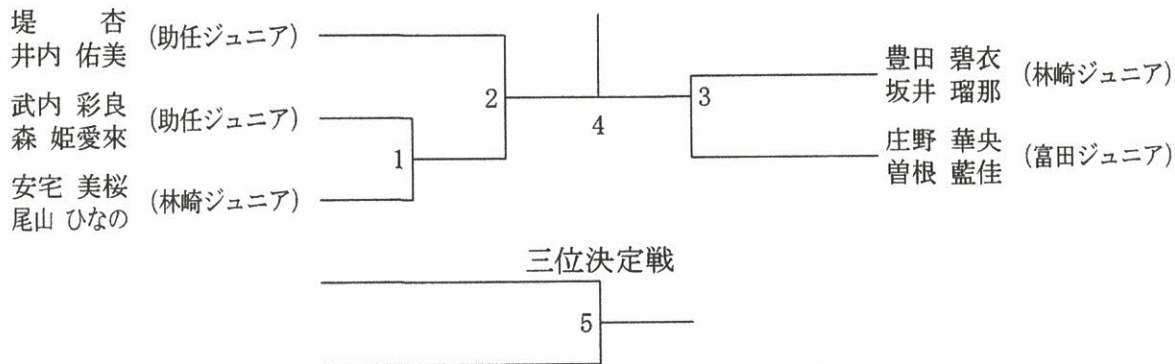 堤 杏
井内 佑美
(助任ジュニア)
武内 彩良
森 姫愛來
(助任ジュニア)
安宅 美桜
尾山 ひなの
(林崎ジュニア)
1
2
4
3
豊田 碧衣
坂井 瑠那
(林崎ジュニア)
庄野 華央
曽根 藍佳
(富田ジュニア)
三位決定戦
5